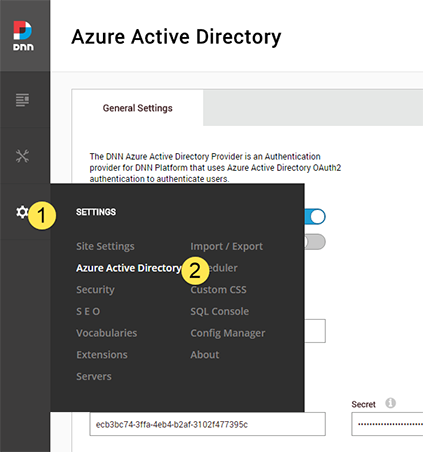 Dnn
Azure Active Directory
General Settings
The DNN Azure Active Directory Provider is an Authentication
provider for DNN Platform that uses Azure Active Directory OAuth2
authentication to authenticate users.
1
SETTINGS
Site Settings
Import / Export
Azure Active Directory
2
eduler
Security
Custom CSS
S E O
SQL Console
Vocabularies
Config Manager
Extensions
About
Servers
Secret
ecb3bc74-3ffa-4eb4-b2af-3102f477395c